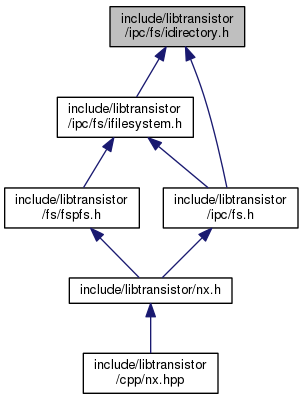 include/libtransistor
/ipc/fs/idirectory.h
include/libtransistor
/ipc/fs/ifilesystem.h
include/libtransistor
/fs/fspfs.h
include/libtransistor
/ipc/fs.h
include/libtransistor/nx.h
include/libtransistor
/cpp/nx.hpp